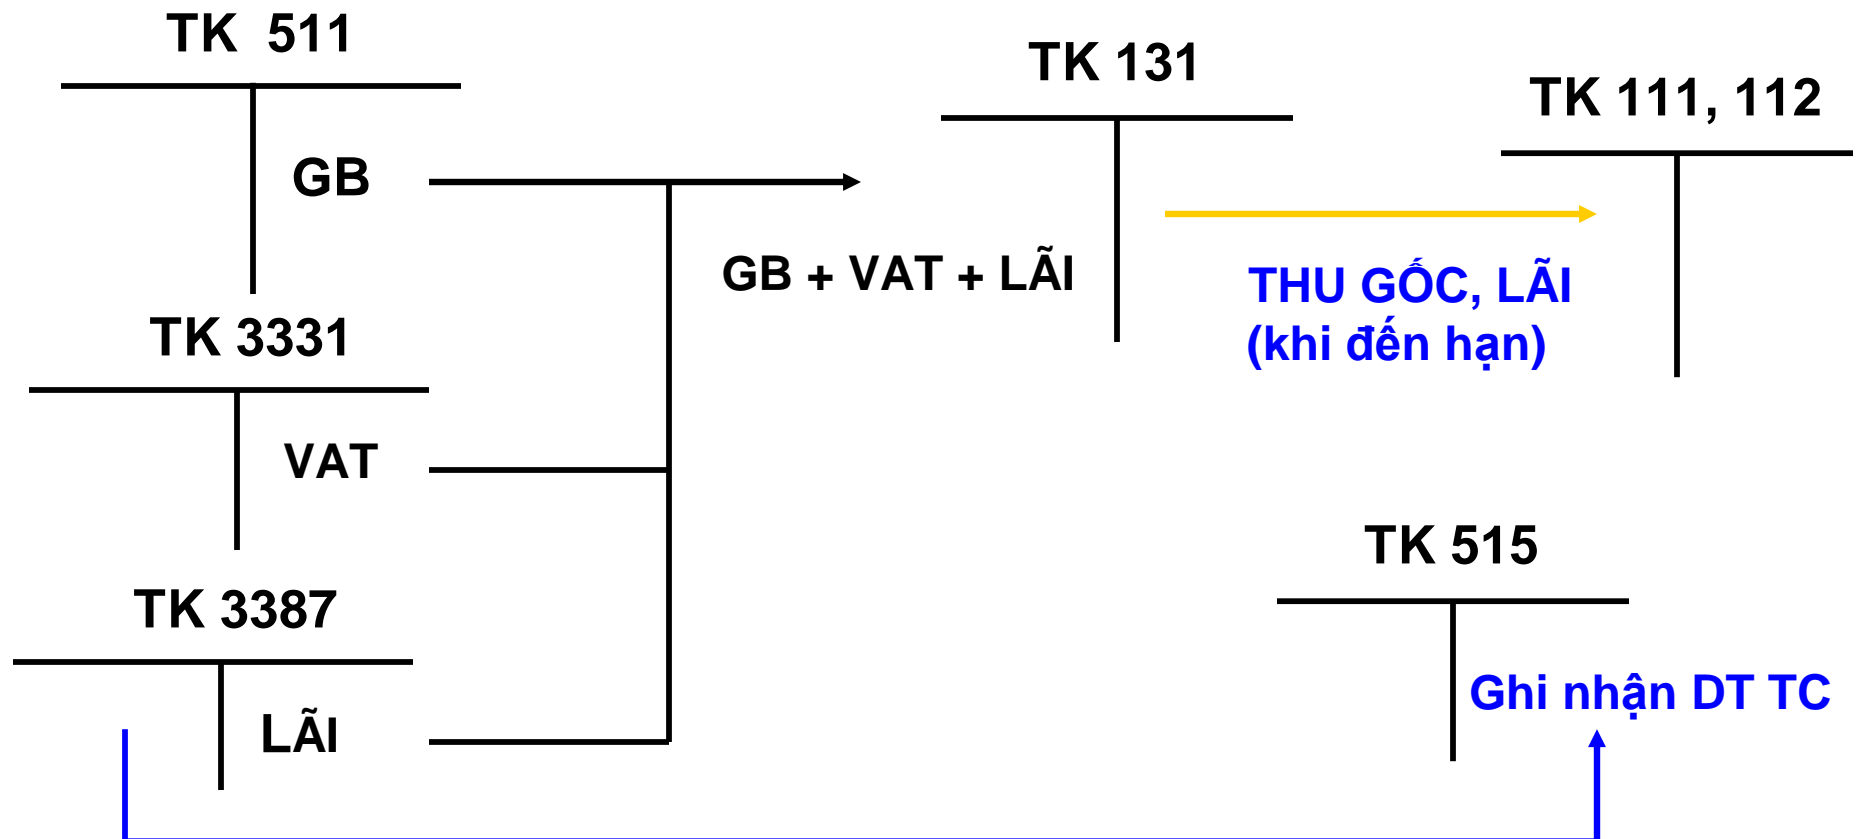 TK 511
GB
TK 3331
VAT
TK 3387
LÃI
GB + VAT + LÃI
TK 131
THU GỐC, LÃI
(khi đến hạn)
TK 111, 112
TK 515
Ghi nhận DT TC